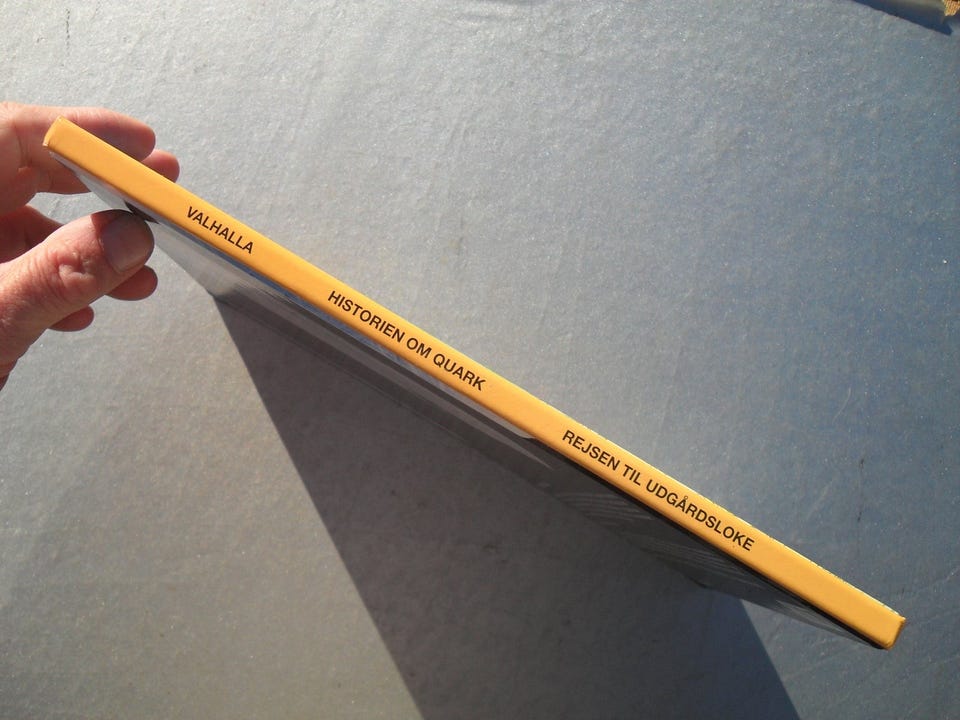 VALHALLA
HISTORIEN OM QUARK
REJSEN TIL UDGÅRDSLOKE